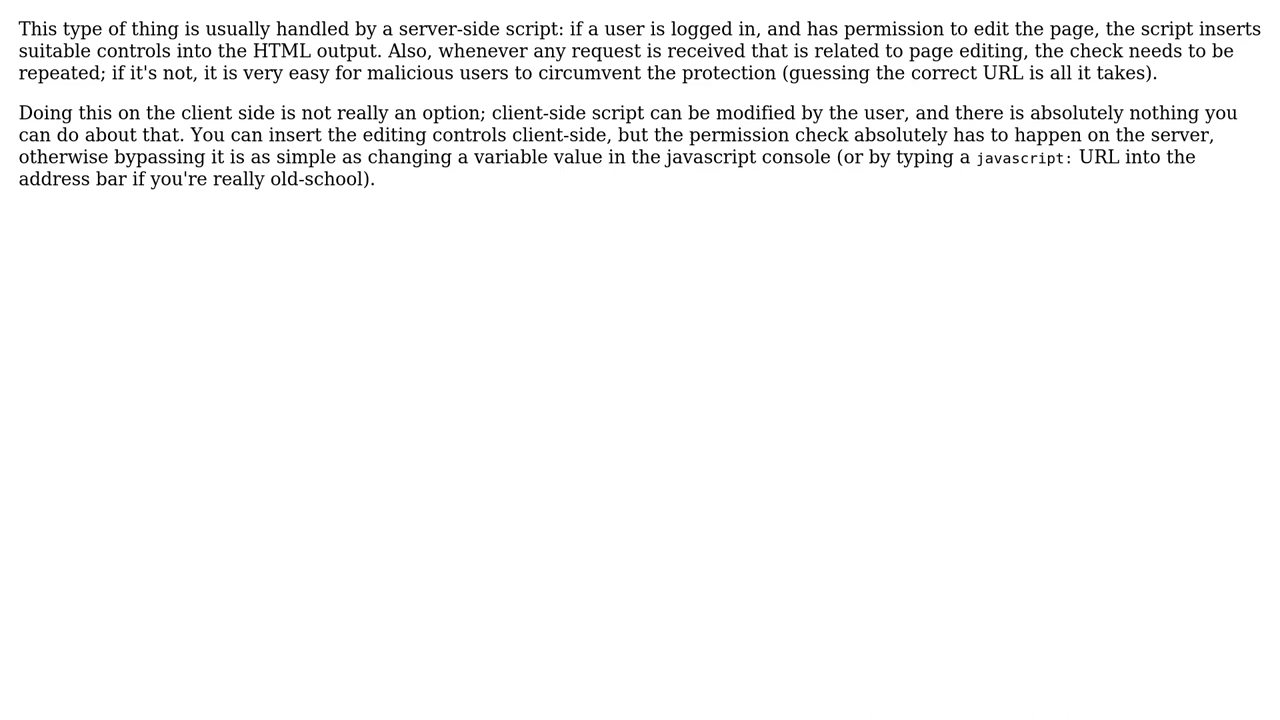 This type of thing is usually handled by a server-side script: if a user is logged in, and has permission to edit the page, the script inserts
suitable controls into the HTML output. Also, whenever any request is received that is related to page editing, the check needs to be
repeated; if it's not, it is very easy for malicious users to circumvent the protection (guessing the correct URL is all it takes).
Doing this on the client side is not really an option; client-side script can be modified by the user, and there is absolutely nothing you
can do about that. You can insert the editing controls client-side, but the permission check absolutely has to happen on the server,
otherwise bypassing it is as simple as changing a variable value in the javascript console (or by typing a javascript: URL into the
address bar if you're really old-school).